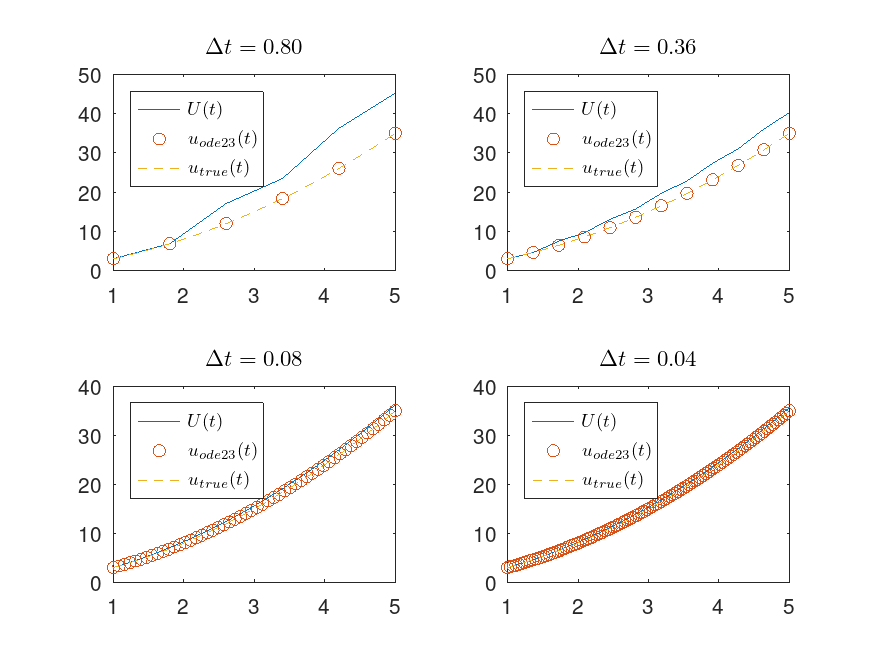 Δt = 0.80
50
40
30
20
10
0
U(t)
u_{ode23}(t)
u_{true}(t)
1 2 3 4 5
Δt = 0.36
50
40
30
20
10
0
U(t)
u_{ode23}(t)
u_{true}(t)
1 2 3 4 5
Δt = 0.08
40
30
20
10
0
U(t)
u_{ode23}(t)
u_{true}(t)
1 2 3 4 5
Δt = 0.04
40
30
20
10
0
U(t)
u_{ode23}(t)
u_{true}(t)
1 2 3 4 5